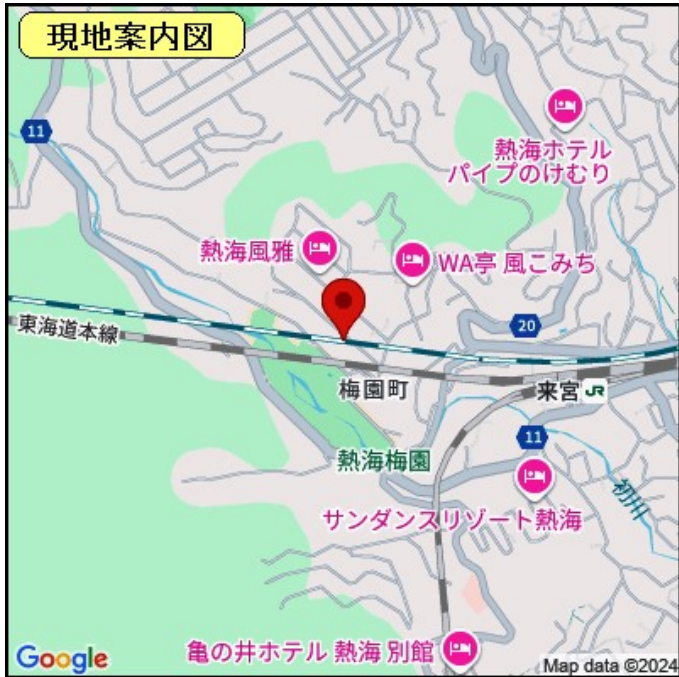 現地案内図
11
熱海ホテル
パイプのけむり
熱海風雅
WA亭 風こみち
20
東海道本線
梅園町
来宮 JR
11
熱海梅園
サンダンスリゾート熱海
初川
亀の井ホテル 熱海 別館
Google
Map data ©2024